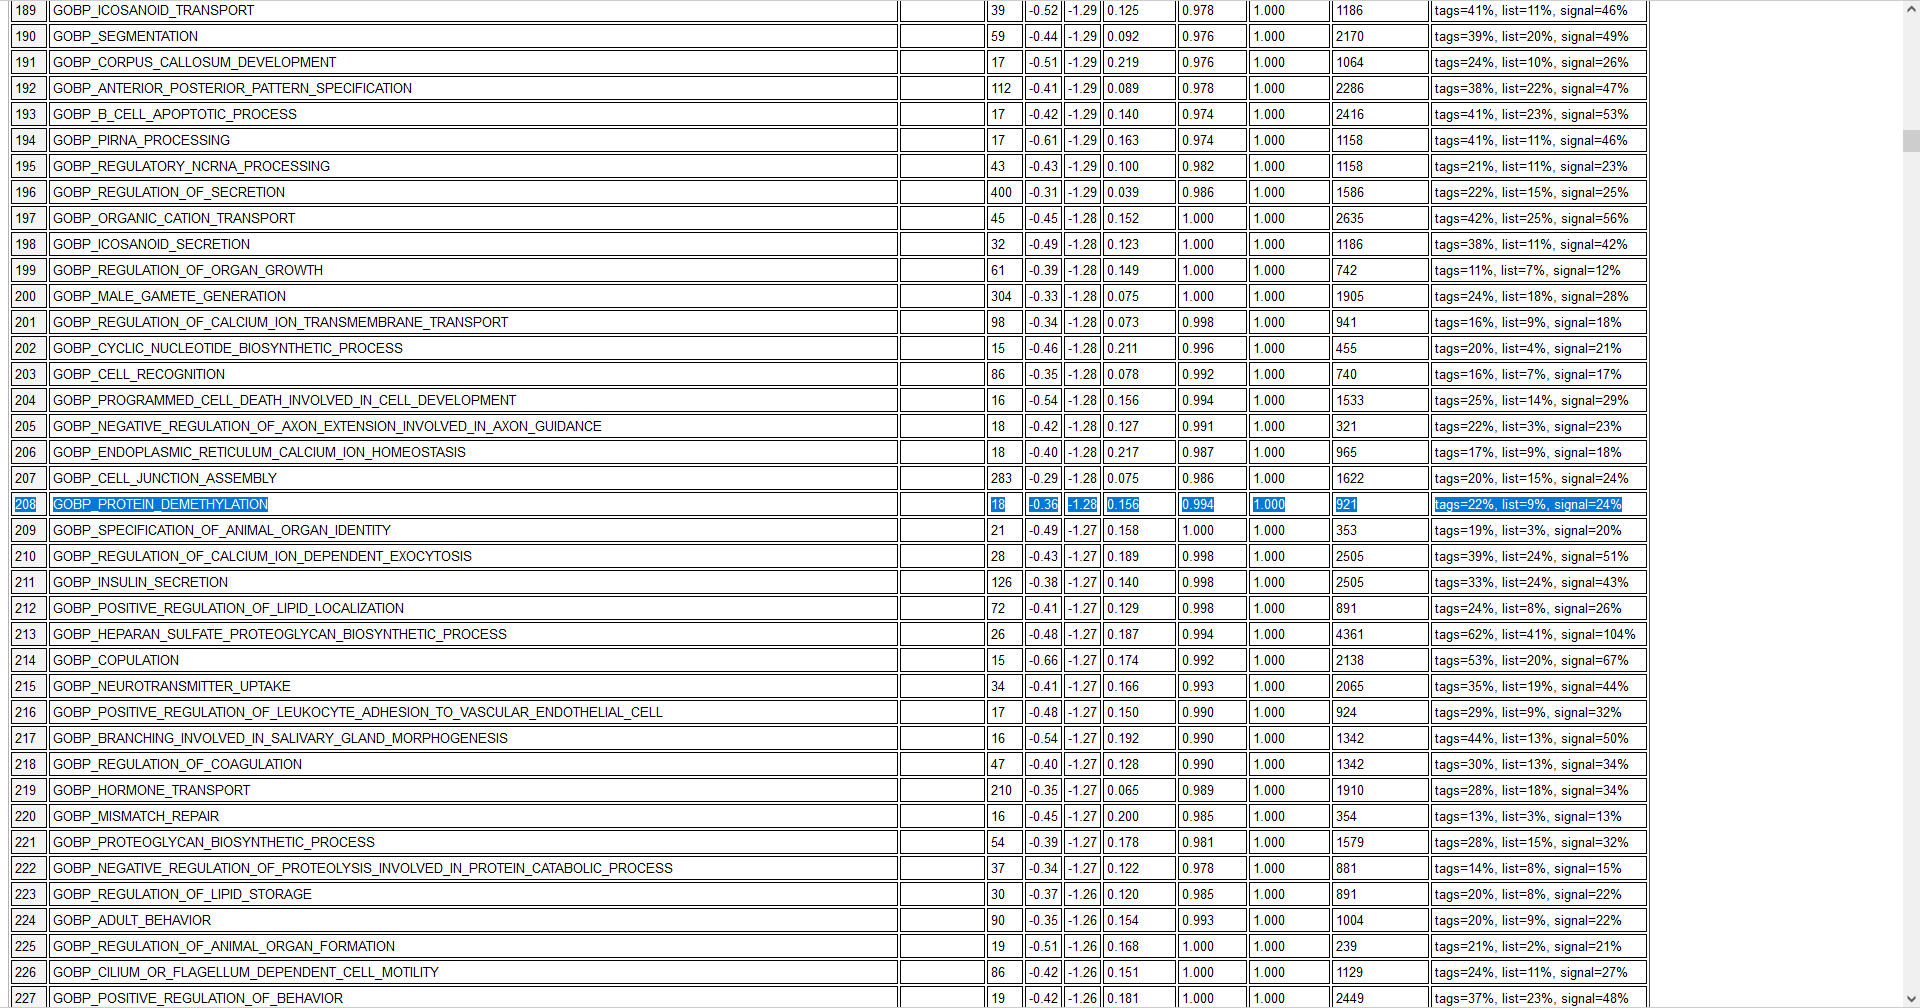 189 GOBP_ICOSANOID_TRANSPORT 39 -0.52 -1.29 0.125 0.978 1.000 1186 tags=41%, list=11%, signal=46%
190 GOBP_SEGMENTATION 59 -0.44 -1.29 0.092 0.976 1.000 2170 tags=39%, list=20%, signal=49%
191 GOBP_CORPUS_CALLOSUM_DEVELOPMENT 17 -0.51 -1.29 0.219 0.976 1.000 1064 tags=24%, list=10%, signal=26%
192 GOBP_ANTERIOR_POSTERIOR_PATTERN_SPECIFICATION 112 -0.41 -1.29 0.089 0.978 1.000 2286 tags=38%, list=22%, signal=47%
193 GOBP_B_CELL_APOPTOTIC_PROCESS 17 -0.42 -1.29 0.140 0.974 1.000 2416 tags=41%, list=23%, signal=53%
194 GOBP_PIRNA_PROCESSING 17 -0.61 -1.29 0.163 0.974 1.000 1158 tags=41%, list=11%, signal=46%
195 GOBP_REGULATORY_NCRNA_PROCESSING 43 -0.43 -1.29 0.100 0.982 1.000 1158 tags=21%, list=11%, signal=23%
196 GOBP_REGULATION_OF_SECRETION 400 -0.31 -1.29 0.039 0.986 1.000 1586 tags=22%, list=15%, signal=25%
197 GOBP_ORGANIC_CATION_TRANSPORT 45 -0.45 -1.28 0.152 1.000 1.000 2635 tags=42%, list=25%, signal=56%
198 GOBP_ICOSANOID_SECRETION 32 -0.49 -1.28 0.123 1.000 1.000 1186 tags=38%, list=11%, signal=42%
199 GOBP_REGULATION_OF_ORGAN_GROWTH 61 -0.39 -1.28 0.149 1.000 1.000 742 tags=11%, list=7%, signal=12%
200 GOBP_MALE_GAMETE_GENERATION 304 -0.33 -1.28 0.075 1.000 1.000 1905 tags=24%, list=18%, signal=28%
201 GOBP_REGULATION_OF_CALCIUM_ION_TRANSMEMBRANE_TRANSPORT 98 -0.34 -1.28 0.073 0.998 1.000 941 tags=16%, list=9%, signal=18%
202 GOBP_CYCLIC_NUCLEOTIDE_BIOSYNTHETIC_PROCESS 15 -0.46 -1.28 0.211 0.996 1.000 455 tags=20%, list=4%, signal=21%
203 GOBP_CELL_RECOGNITION 86 -0.35 -1.28 0.078 0.992 1.000 740 tags=16%, list=7%, signal=17%
204 GOBP_PROGRAMMED_CELL_DEATH_INVOLVED_IN_CELL_DEVELOPMENT 16 -0.54 -1.28 0.156 0.994 1.000 1533 tags=25%, list=14%, signal=29%
205 GOBP_NEGATIVE_REGULATION_OF_AXON_EXTENSION_INVOLVED_IN_AXON_GUIDANCE 18 -0.42 -1.28 0.127 0.991 1.000 321 tags=22%, list=3%, signal=23%
206 GOBP_ENDOPLASMIC_RETICULUM_CALCIUM_ION_HOMEOSTASIS 18 -0.40 -1.28 0.217 0.987 1.000 965 tags=17%, list=9%, signal=18%
207 GOBP_CELL_JUNCTION_ASSEMBLY 283 -0.29 -1.28 0.075 0.986 1.000 1622 tags=20%, list=15%, signal=24%
208 GOBP_PROTEIN_DEMETHYLATION 18 -0.36 -1.28 0.156 0.994 1.000 921 tags=22%, list=9%, signal=24%
209 GOBP_SPECIFICATION_OF_ANIMAL_ORGAN_IDENTITY 21 -0.49 -1.27 0.158 1.000 1.000 353 tags=19%, list=3%, signal=20%
210 GOBP_REGULATION_OF_CALCIUM_ION_DEPENDENT_EXOCYTOSIS 28 -0.43 -1.27 0.189 0.998 1.000 2505 tags=39%, list=24%, signal=51%
211 GOBP_INSULIN_SECRETION 126 -0.38 -1.27 0.140 0.998 1.000 2505 tags=33%, list=24%, signal=43%
212 GOBP_POSITIVE_REGULATION_OF_LIPID_LOCALIZATION 72 -0.41 -1.27 0.129 0.998 1.000 891 tags=24%, list=8%, signal=26%
213 GOBP_HEPARAN_SULFATE_PROTEOGLYCAN_BIOSYNTHETIC_PROCESS 26 -0.48 -1.27 0.187 0.994 1.000 4361 tags=62%, list=41%, signal=104%
214 GOBP_COPULATION 15 -0.66 -1.27 0.174 0.992 1.000 2138 tags=53%, list=20%, signal=67%
215 GOBP_NEUROTRANSMITTER_UPTAKE 34 -0.41 -1.27 0.166 0.993 1.000 2065 tags=35%, list=19%, signal=44%
216 GOBP_POSITIVE_REGULATION_OF_LEUKOCYTE_ADHESION_TO_VASCULAR_ENDOTHELIAL_CELL 17 -0.48 -1.27 0.150 0.990 1.000 924 tags=29%, list=9%, signal=32%
217 GOBP_BRANCHING_INVOLVED_IN_SALIVARY_GLAND_MORPHOGENESIS 16 -0.54 -1.27 0.192 0.990 1.000 1342 tags=44%, list=13%, signal=50%
218 GOBP_REGULATION_OF_COAGULATION 47 -0.40 -1.27 0.128 0.990 1.000 1342 tags=30%, list=13%, signal=34%
219 GOBP_HORMONE_TRANSPORT 210 -0.35 -1.27 0.065 0.989 1.000 1910 tags=28%, list=18%, signal=34%
220 GOBP_MISMATCH_REPAIR 16 -0.45 -1.27 0.200 0.985 1.000 354 tags=13%, list=3%, signal=13%
221 GOBP_PROTEOGLYCAN_BIOSYNTHETIC_PROCESS 54 -0.39 -1.27 0.178 0.981 1.000 1579 tags=28%, list=15%, signal=32%
222 GOBP_NEGATIVE_REGULATION_OF_PROTEOLYSIS_INVOLVED_IN_PROTEIN_CATABOLIC_PROCESS 37 -0.34 -1.27 0.122 0.978 1.000 881 tags=14%, list=8%, signal=15%
223 GOBP_REGULATION_OF_LIPID_STORAGE 30 -0.37 -1.26 0.120 0.985 1.000 891 tags=20%, list=8%, signal=22%
224 GOBP_ADULT_BEHAVIOR 90 -0.35 -1.26 0.154 0.993 1.000 1004 tags=20%, list=9%, signal=22%
225 GOBP_REGULATION_OF_ANIMAL_ORGAN_FORMATION 19 -0.51 -1.26 0.168 1.000 1.000 239 tags=21%, list=2%, signal=21%
226 GOBP_CILIUM_OR_FLAGELLUM_DEPENDENT_CELL_MOTILITY 86 -0.42 -1.26 0.151 1.000 1.000 1129 tags=24%, list=11%, signal=27%
227 GOBP_POSITIVE_REGULATION_OF_BEHAVIOR 19 -0.42 -1.26 0.181 1.000 1.000 2449 tags=37%, list=23%, signal=48%